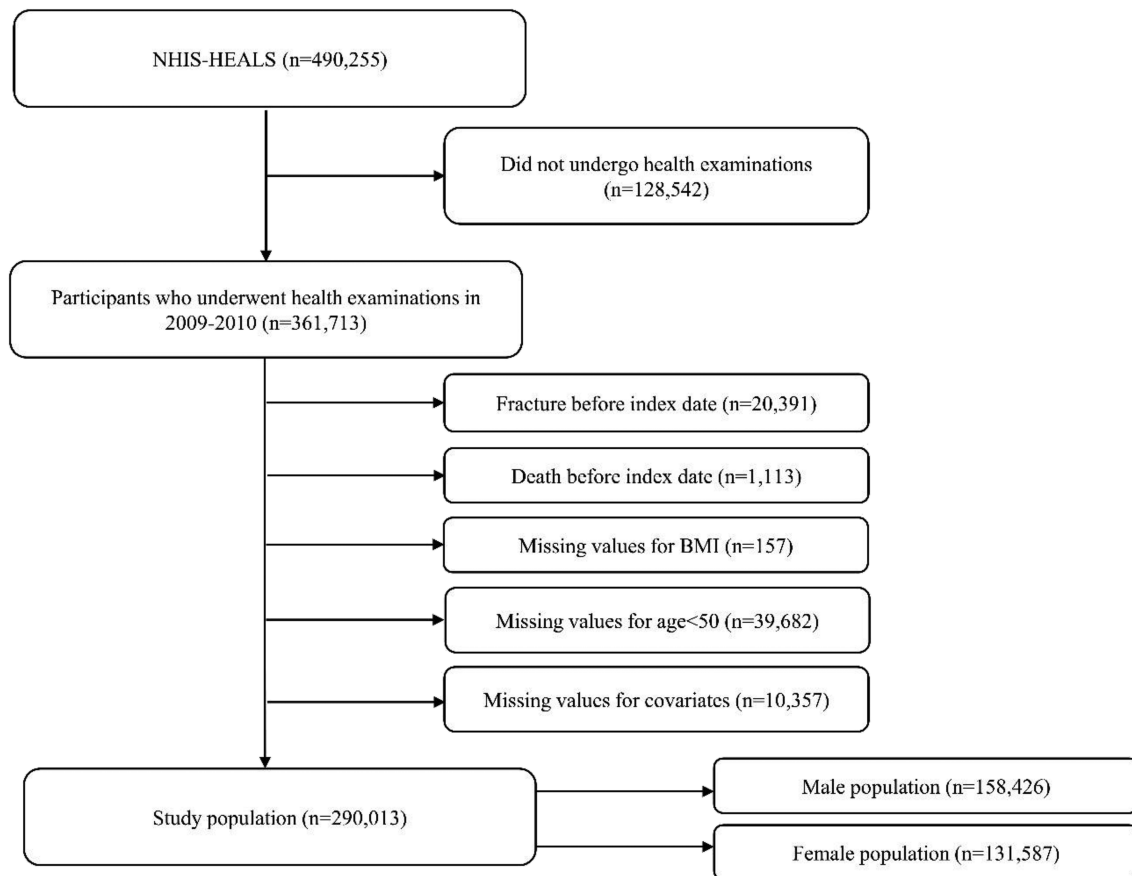 NHIS-HEALS (n=490,255)
Did not undergo health examinations
(n=128,542)
Participants who underwent health examinations in
2009-2010 (n=361,713)
Fracture before index date (n=20,391)
Death before index date (n=1,113)
Missing values for BMI (n=157)
Missing values for age<50 (n=39,682)
Missing values for covariates (n=10,357)
Study population (n=290,013)
Male population (n=158,426)
Female population (n=131,587)